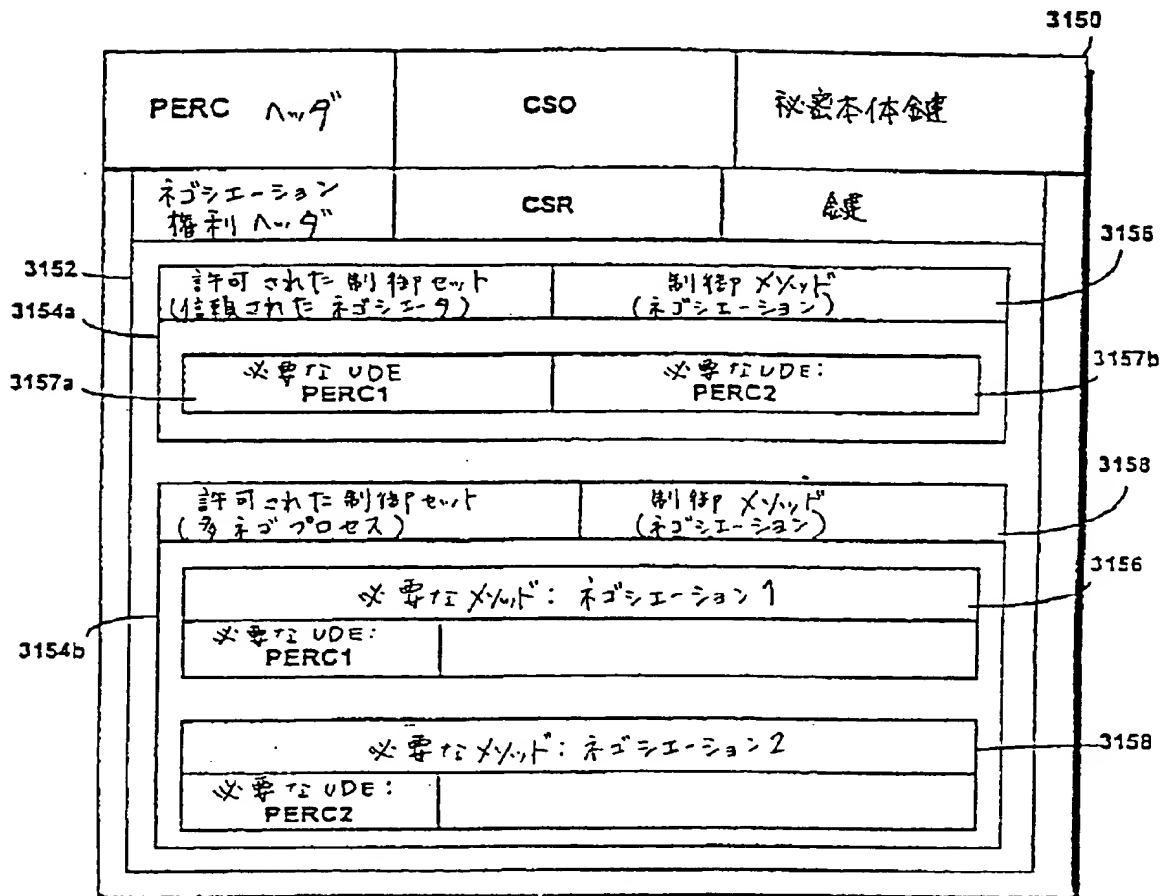 3150
PERC ヘッダ
CSO
秘密本体鍵
ネゴシエーション
権利ヘッダ
CSR
鍵
3156
3152
許可された制御セット
(信頼されたネゴシエータ)
制御メソッド
(ネゴシエーション)
3154a
3157a
必要なUDE
PERC1
必要なUDE:
PERC2
3157b
許可された制御セット
(多ネゴプロセス)
制御メソッド
(ネゴシエーション)
3158
必要なメソッド: ネゴシエーション1
3156
3154b
必要なUDE:
PERC1
必要なメソッド: ネゴシエーション2
3158
必要なUDE:
PERC2